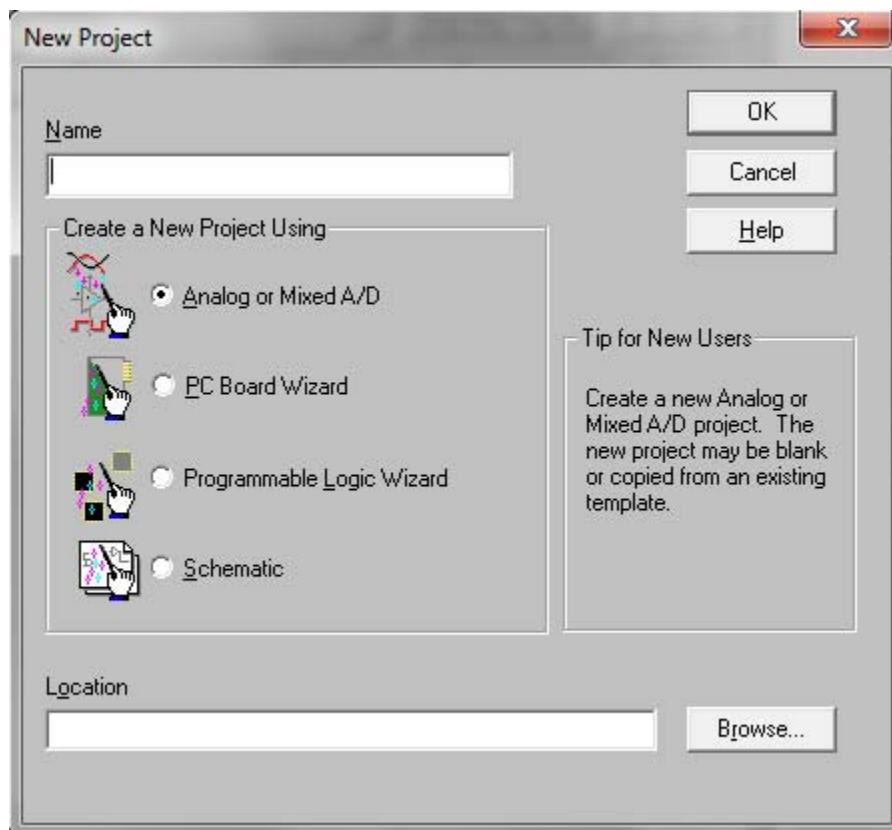 New Project
Name
OK
Cancel
Help
Create a New Project Using
Analog or Mixed A/D
PC Board Wizard
Programmable Logic Wizard
Schematic
Tip for New Users
Create a new Analog or
Mixed A/D project. The
new project may be blank
or copied from an existing
template.
Location
Browse...